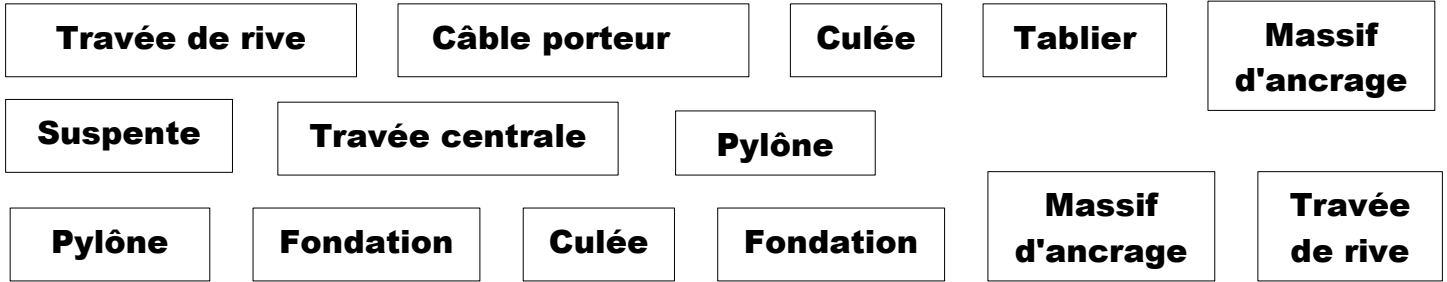 Travée de rive
Câble porteur
Culée
Tablier
Massif
d'ancrage
Suspente
Travée centrale
Pylône
Pylône
Fondation
Culée
Fondation
Massif
d'ancrage
Travée
de rive